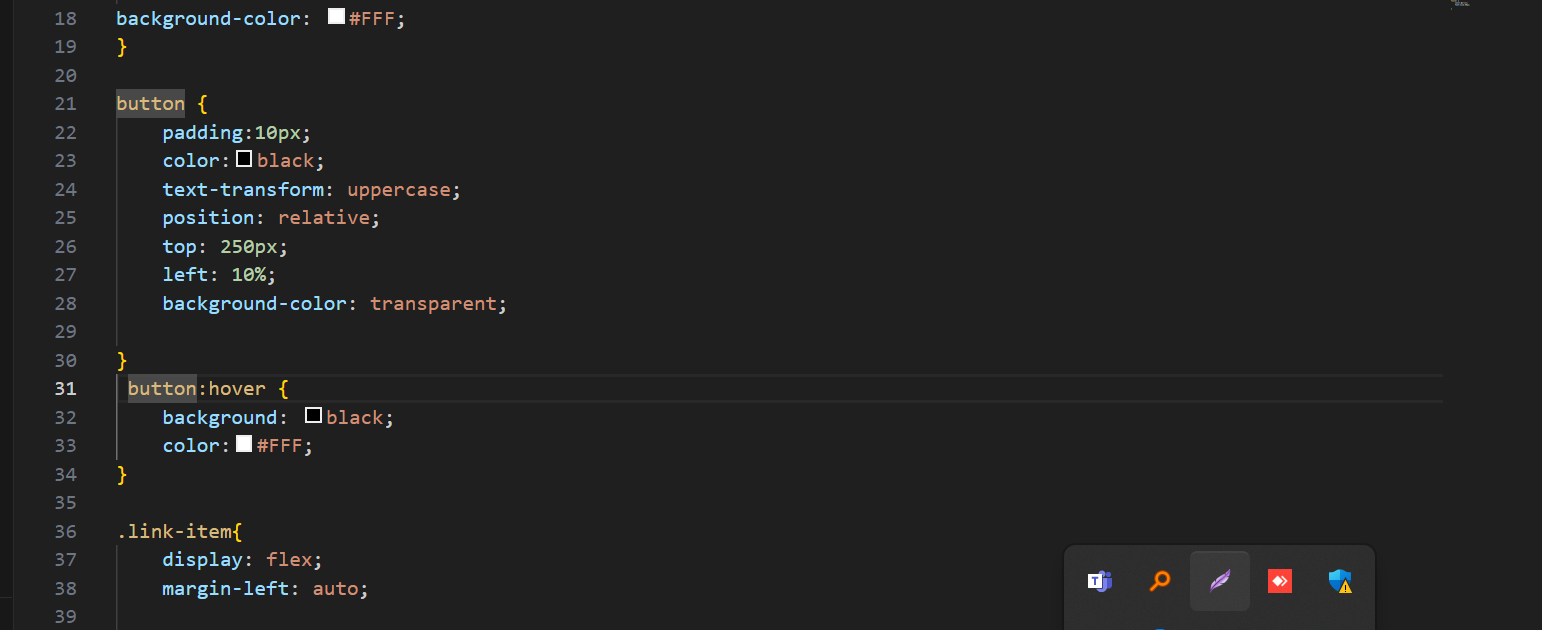 18 background-color: #FFF;
19 }
20
21 button {
22 padding:10px;
23 color:black;
24 text-transform: uppercase;
25 position: relative;
26 top: 250px;
27 left: 10%;
28 background-color: transparent;
29
30 }
31 button:hover {
32 background: black;
33 color:#FFF;
34 }
35
36 .link-item{
37 display: flex;
38 margin-left: auto;
39
T